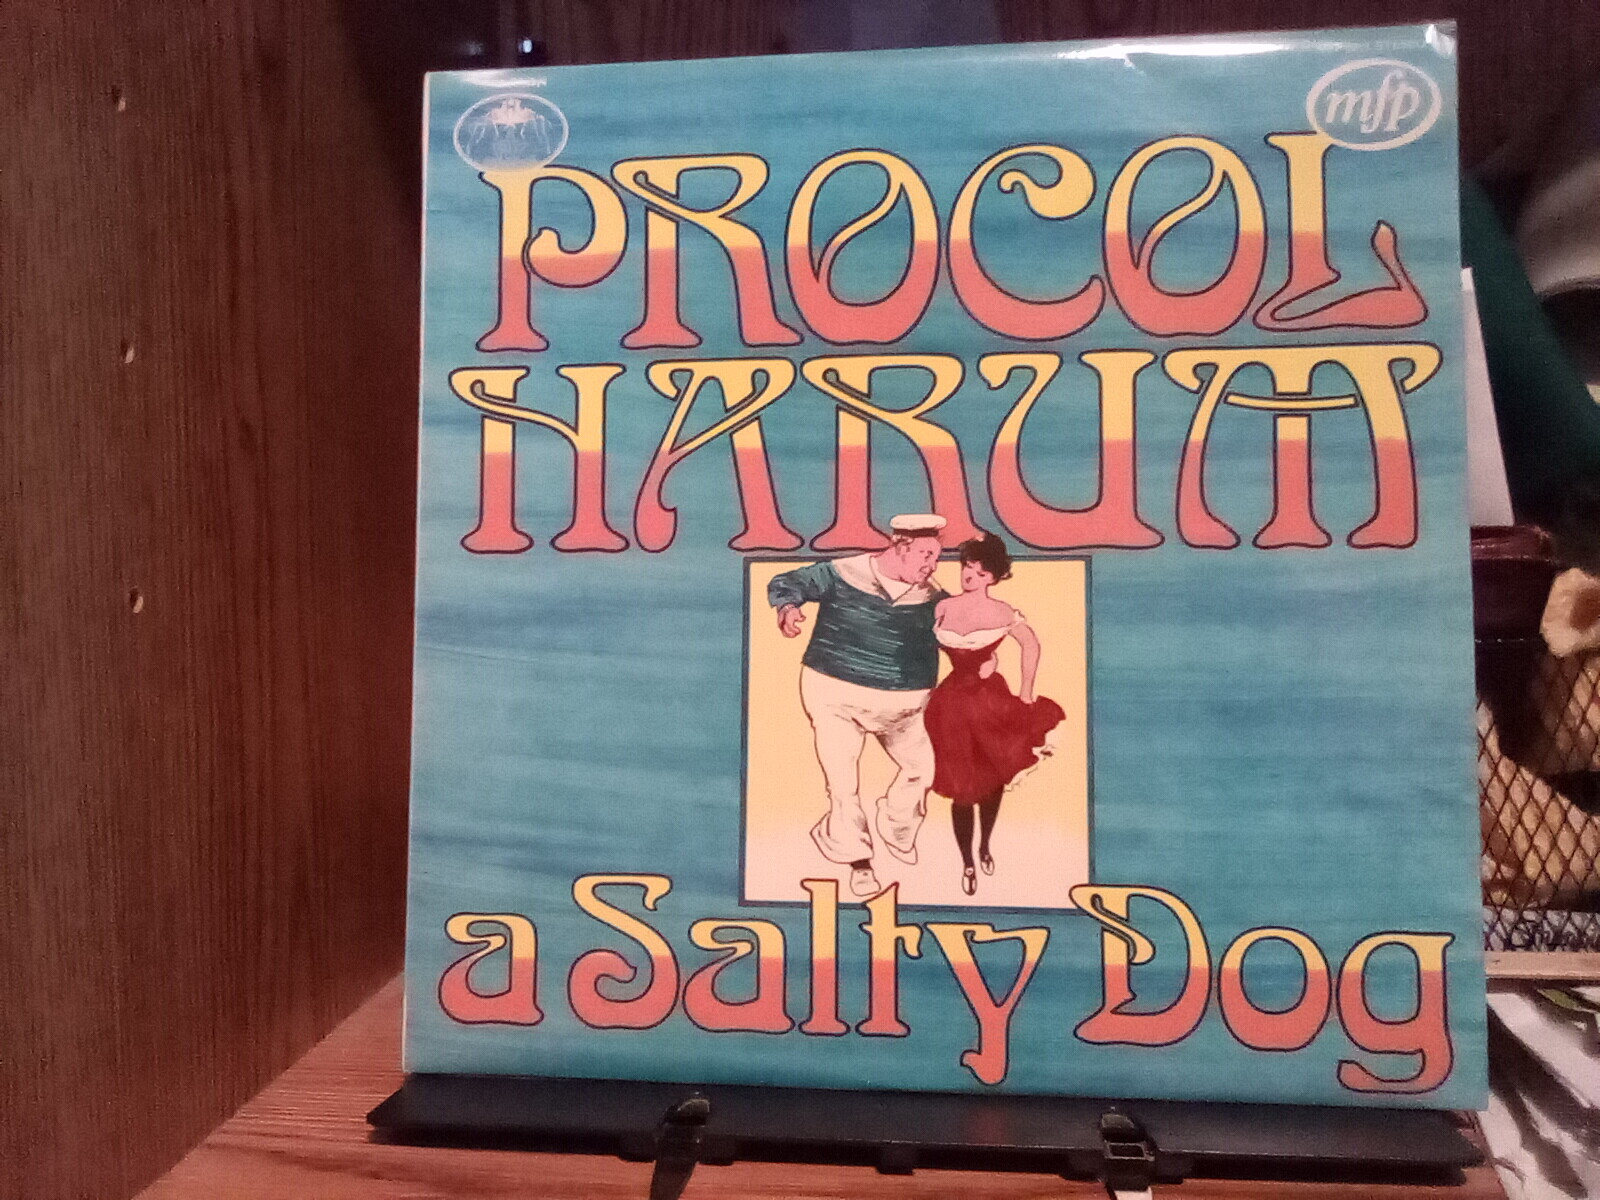 mfp
PROCOL
HARUM
a Salty Dog